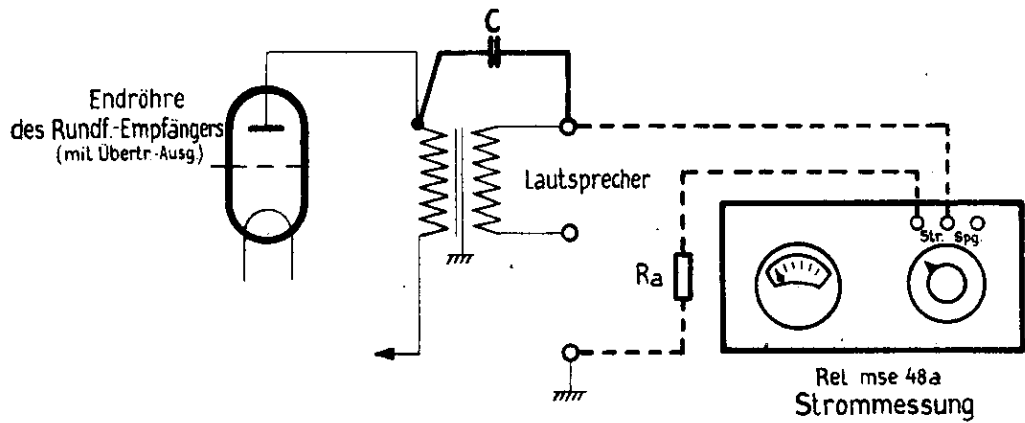 C
Endröhre
des Rundf.-Empfängers
(mit Übertr.-Ausg.)
Lautsprecher
Str. Spg.
Ra
Rel mse 48a
Strommessung